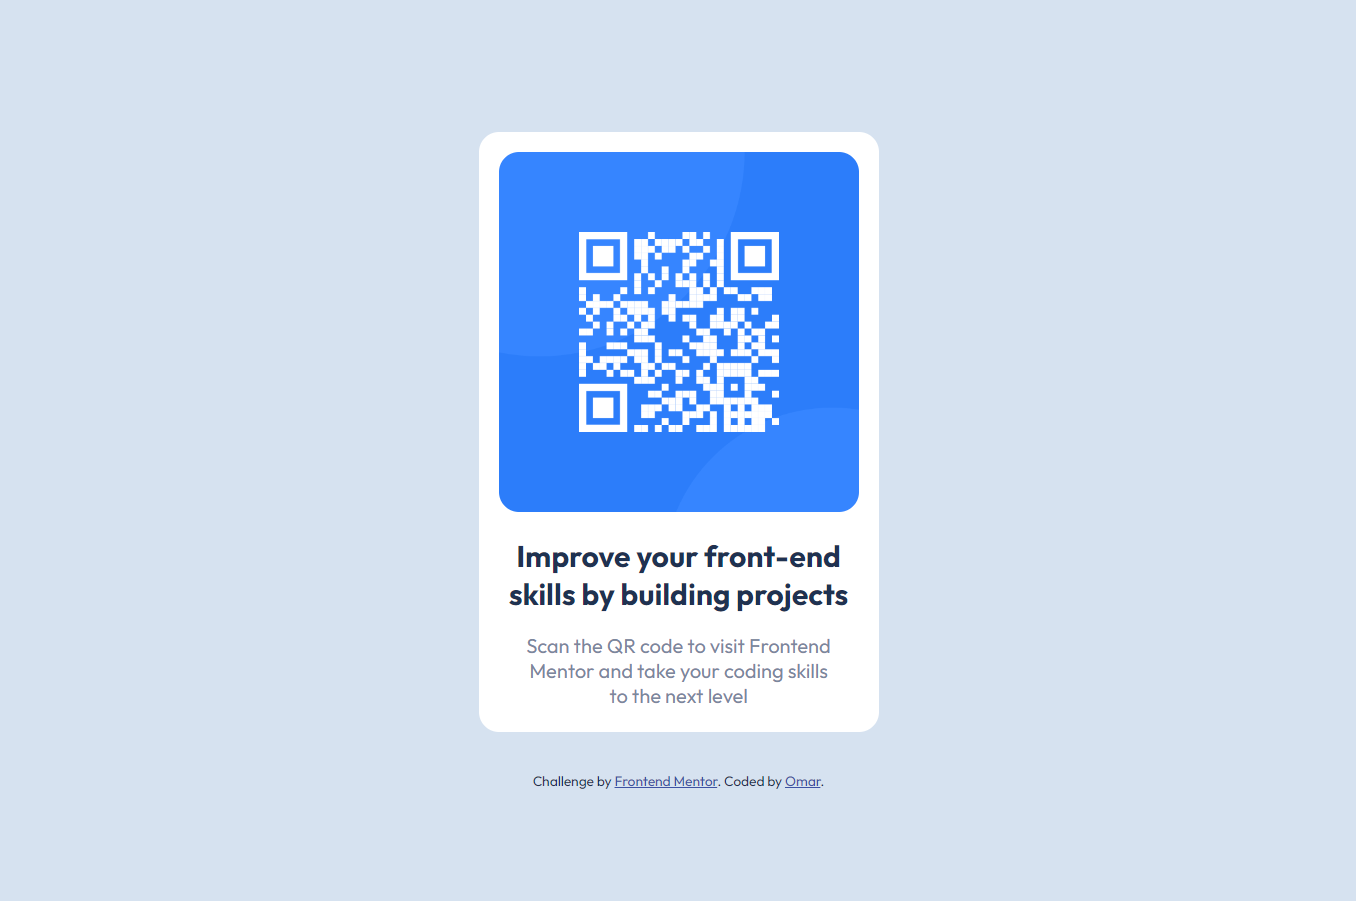 Improve your front-end
skills by building projects
Scan the QR code to visit Frontend
Mentor and take your coding skills
to the next level
Challenge by Frontend Mentor. Coded by Omar.